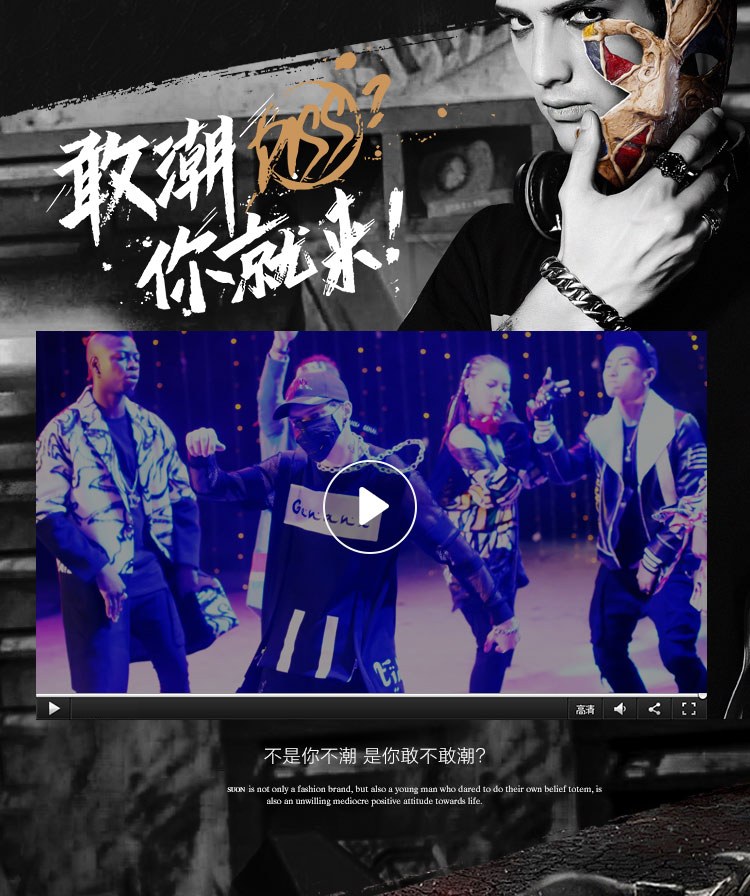 敢潮
DISS?
你就来!
高清
不是你不潮 是你敢不敢潮?
SUON is not only a fashion brand, but also a young man who dared to do their own belief totem, is
also an unwilling mediocre positive attitude towards life.